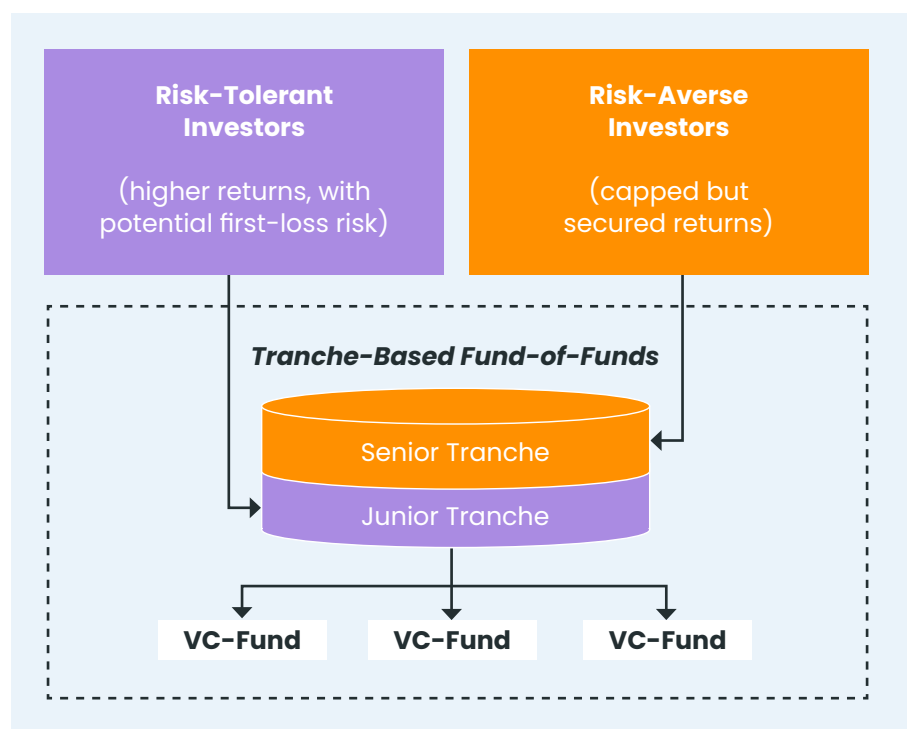 Risk-Tolerant
Investors
(higher returns, with
potential first-loss risk)
Risk-Averse
Investors
(capped but
secured returns)
Tranche-Based Fund-of-Funds
Senior Tranche
Junior Tranche
VC-Fund
VC-Fund
VC-Fund